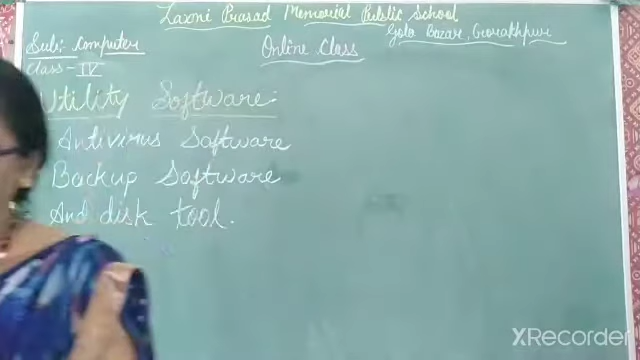 Laxmi Prasad Memorial Public School
Gola Bazar, Gorakhpur
Sub:- Computer
Online Class
Class - IV
Utility Software:
Antivirus Software
Backup Software
And disk tool.
XRecorder